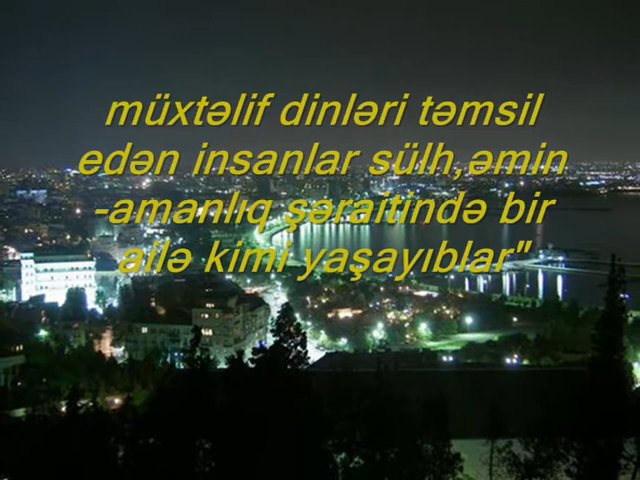 müxtəlif dinləri təmsil
edən insanlar sülh,əmin
-amanlıq şəraitində bir
ailə kimi yaşayıblar"